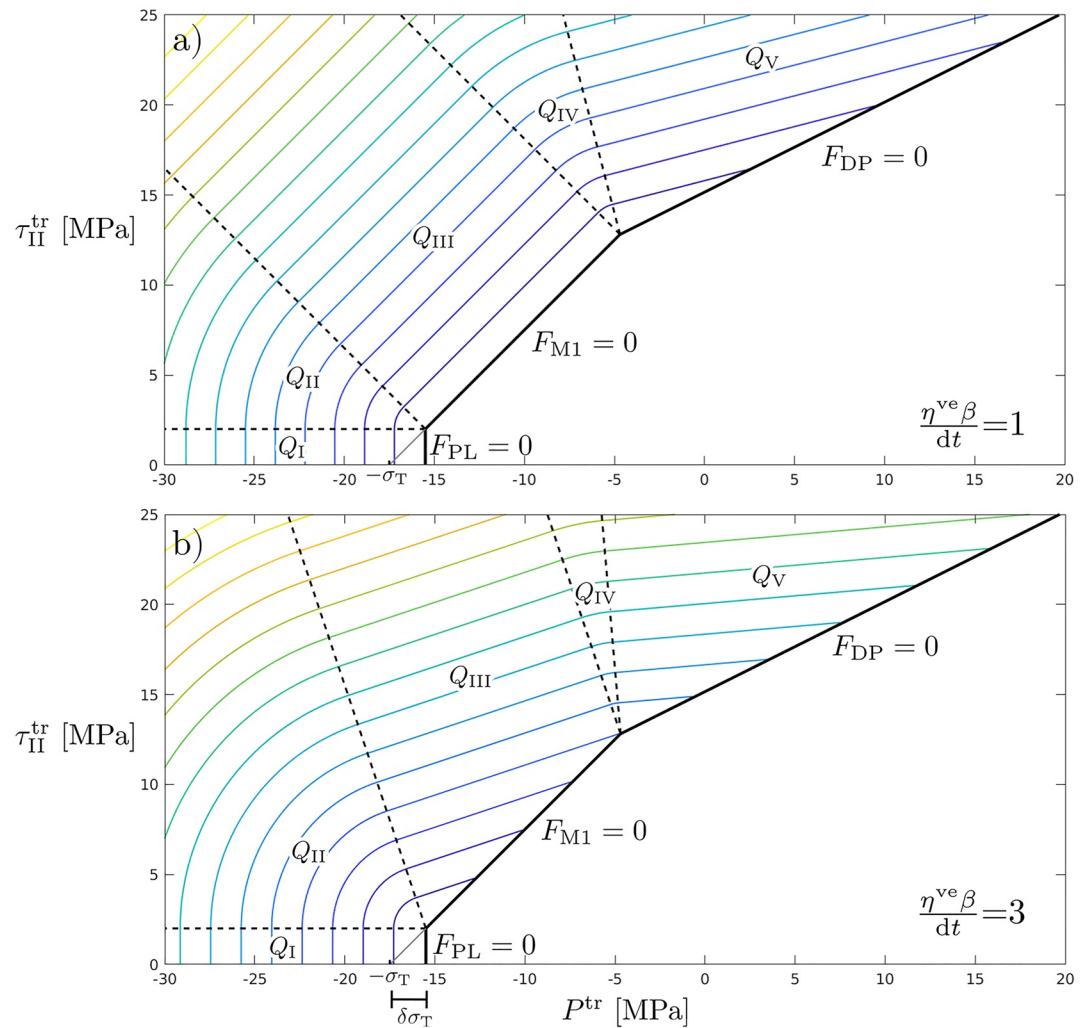 a)
25
20
15
10
5
0
τ_II^tr [MPa]
Q_V
Q_IV
Q_III
Q_II
Q_I
F_DP = 0
F_M1 = 0
F_PL = 0
η^ve β / dt =1
−σ_T
-30 -25 -20 -15 -10 -5 0 5 10 15 20
b)
25
20
15
10
5
0
τ_II^tr [MPa]
Q_V
Q_IV
Q_III
Q_II
Q_I
F_DP = 0
F_M1 = 0
F_PL = 0
η^ve β / dt =3
−σ_T
-30 -25 -20 -15 -10 -5 0 5 10 15 20
δσ_T
P^tr [MPa]